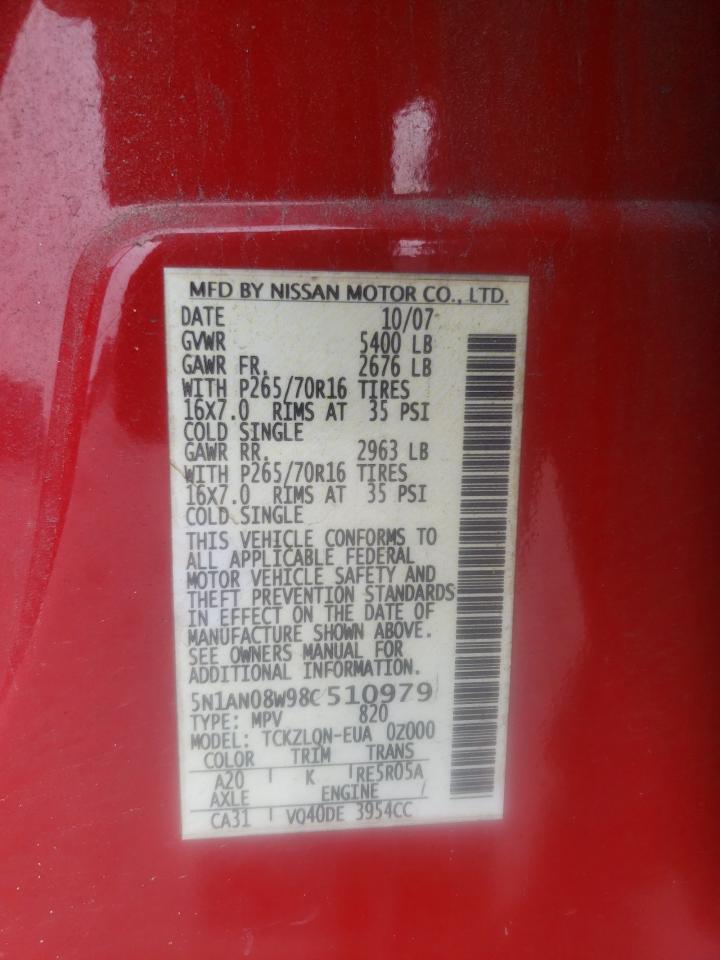 MFD BY NISSAN MOTOR CO., LTD.
DATE 10/07
GVWR 5400 LB
GAWR FR. 2676 LB
WITH P265/70R16 TIRES
16X7.0 RIMS AT 35 PSI
COLD SINGLE
GAWR RR. 2963 LB
WITH P265/70R16 TIRES
16X7.0 RIMS AT 35 PSI
COLD SINGLE
THIS VEHICLE CONFORMS TO
ALL APPLICABLE FEDERAL
MOTOR VEHICLE SAFETY AND
THEFT PREVENTION STANDARDS
IN EFFECT ON THE DATE OF
MANUFACTURE SHOWN ABOVE.
SEE OWNERS MANUAL FOR
ADDITIONAL INFORMATION.
5N1AN08W98C510979
TYPE: MPV 820
MODEL: TCKZLQN-EUA 0Z000
COLOR TRIM TRANS
A20 K RE5R05A
AXLE ENGINE
CA31 VQ40DE 3954CC